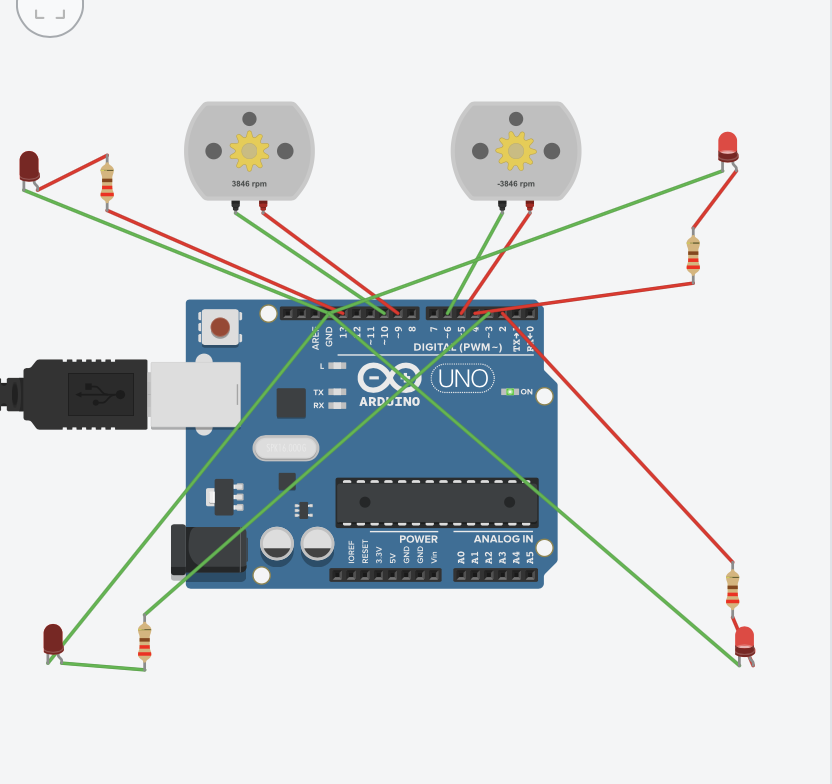 3846 rpm
-3846 rpm
AREF
GND
13
12
~11
~10
~9
8
7
~6
~5
4
~3
2
TX→1
RX←0
DIGITAL (PWM~)
L
TX
RX
ARDUINO
UNO
ON
POWER
ANALOG IN
IOREF
RESET
3.3V
5V
GND
GND
Vin
A0
A1
A2
A3
A4
A5